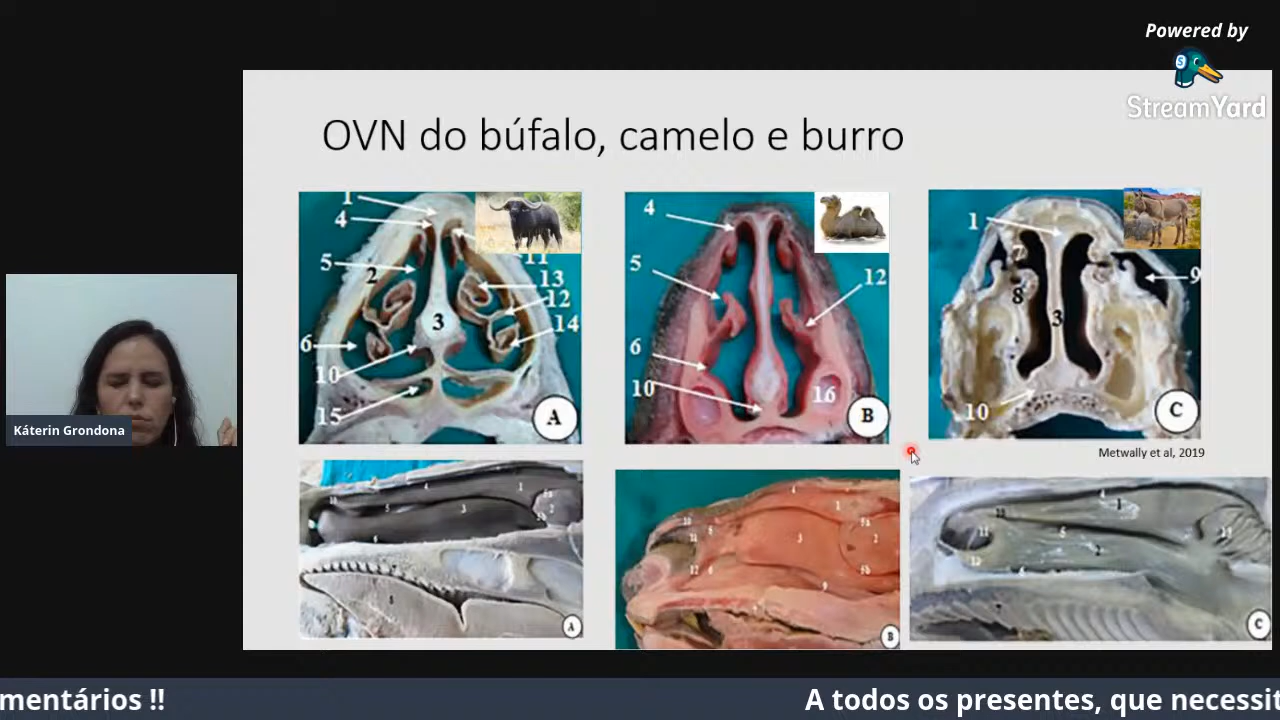 Powered by
StreamYard
OVN do búfalo, camelo e burro
1
4
5
2
3
6
10
15
11
13
12
14
A
4
5
6
10
12
16
B
1
7
8
3
9
10
C
Metwally et al, 2019
Káterin Grondona
A
B
C
mentários !!
A todos os presentes, que necessit